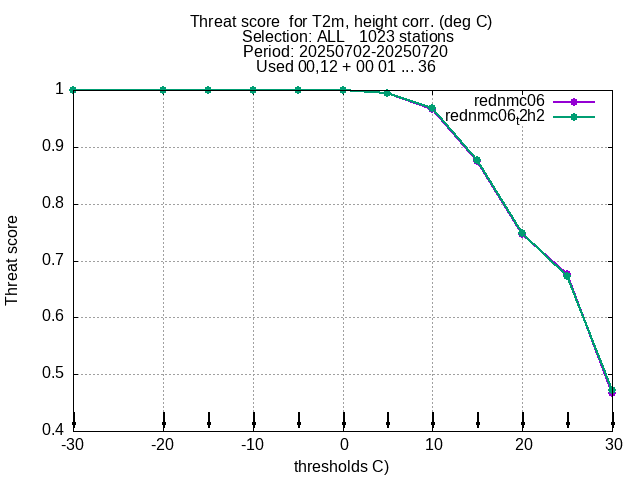 Threat score  for T2m, height corr. (deg C)
Selection: ALL   1023 stations
Period: 20250702-20250720
Used 00,12 + 00 01 ... 36
rednmc06
rednmc06_t2h2
1
0.9
0.8
0.7
0.6
0.5
0.4
Threat score
-30 -20 -10 0 10 20 30
thresholds C)